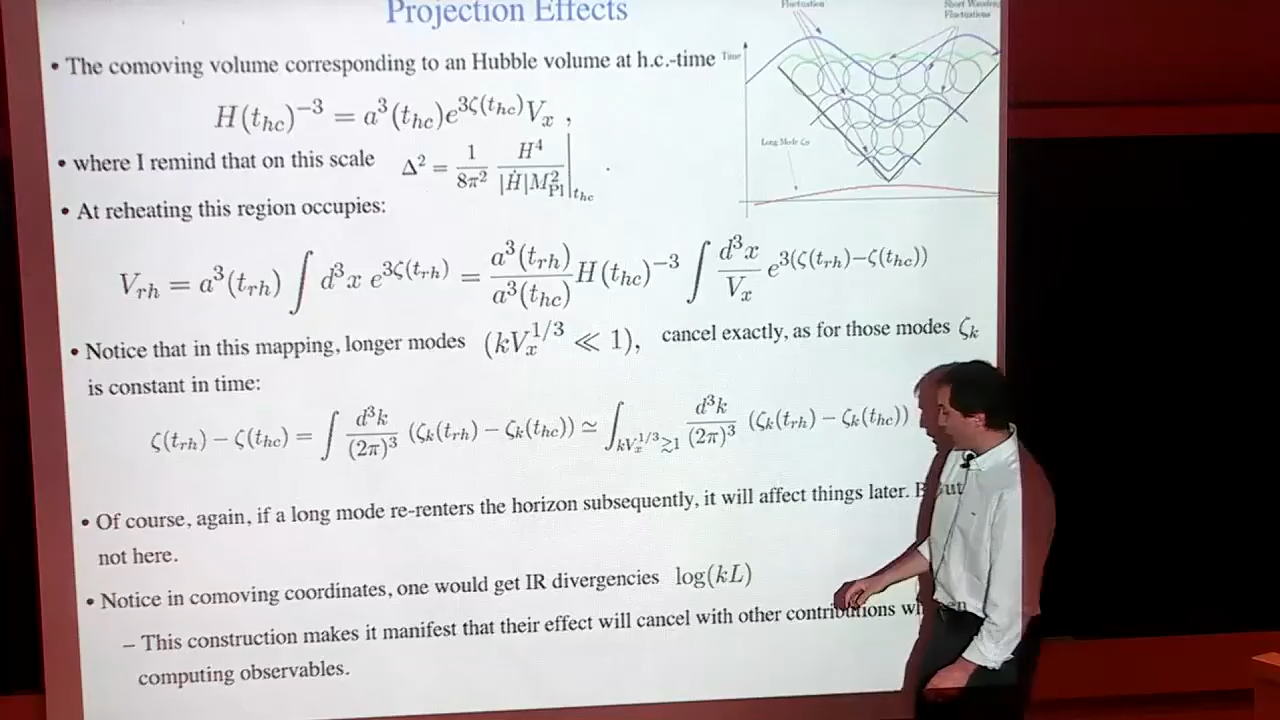 Projection Effects
Fluctuation
Short Waveleng
Fluctuations
Time
Long Mode ζ₀
• The comoving volume corresponding to an Hubble volume at h.c.-time
H(t_{hc})^{-3} = a^3(t_{hc})e^{3ζ(t_{hc})}V_x ,
• where I remind that on this scale Δ^2 = \frac{1}{8π^2} \frac{H^4}{|\dot{H}|M_{Pl}^2}|_{t_{hc}} .
• At reheating this region occupies:
V_{rh} = a^3(t_{rh}) ∫ d^3x e^{3ζ(t_{rh})} = \frac{a^3(t_{rh})}{a^3(t_{hc})} H(t_{hc})^{-3} ∫ \frac{d^3x}{V_x} e^{3(ζ(t_{rh})−ζ(t_{hc}))}
• Notice that in this mapping, longer modes (kV_x^{1/3} ≪ 1), cancel exactly, as for those modes ζ_k
is constant in time:
ζ(t_{rh}) − ζ(t_{hc}) = ∫ \frac{d^3k}{(2π)^3} (ζ_k(t_{rh}) − ζ_k(t_{hc})) ≃ ∫_{kV_x^{1/3}≳1} \frac{d^3k}{(2π)^3} (ζ_k(t_{rh}) − ζ_k(t_{hc}))
• Of course, again, if a long mode re-renters the horizon subsequently, it will affect things later. But
not here.
• Notice in comoving coordinates, one would get IR divergencies log(kL)
– This construction makes it manifest that their effect will cancel with other contributions when
computing observables.